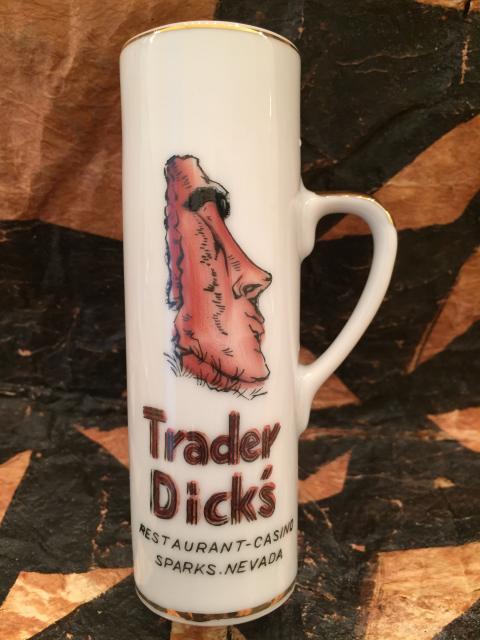 Trader
Dick's
RESTAURANT-CASINO
SPARKS.NEVADA